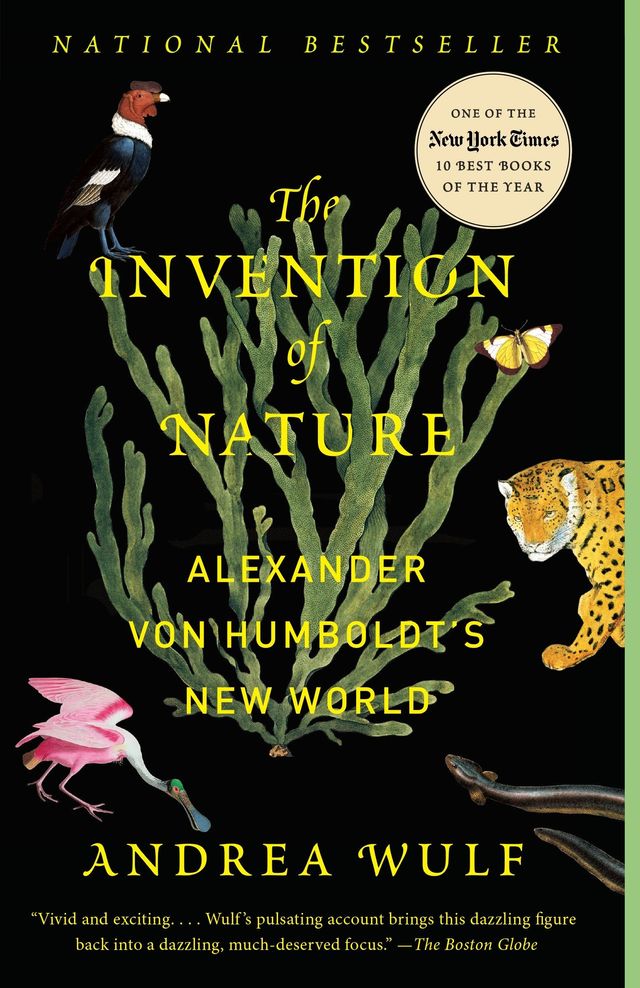 NATIONAL BESTSELLER
ONE OF THE
New York Times
10 BEST BOOKS
OF THE YEAR
The
INVENTION
of
NATURE
ALEXANDER
VON HUMBOLDT'S
NEW WORLD
ANDREA WULF
“Vivid and exciting. . . . Wulf’s pulsating account brings this dazzling figure
back into a dazzling, much-deserved focus.” —The Boston Globe